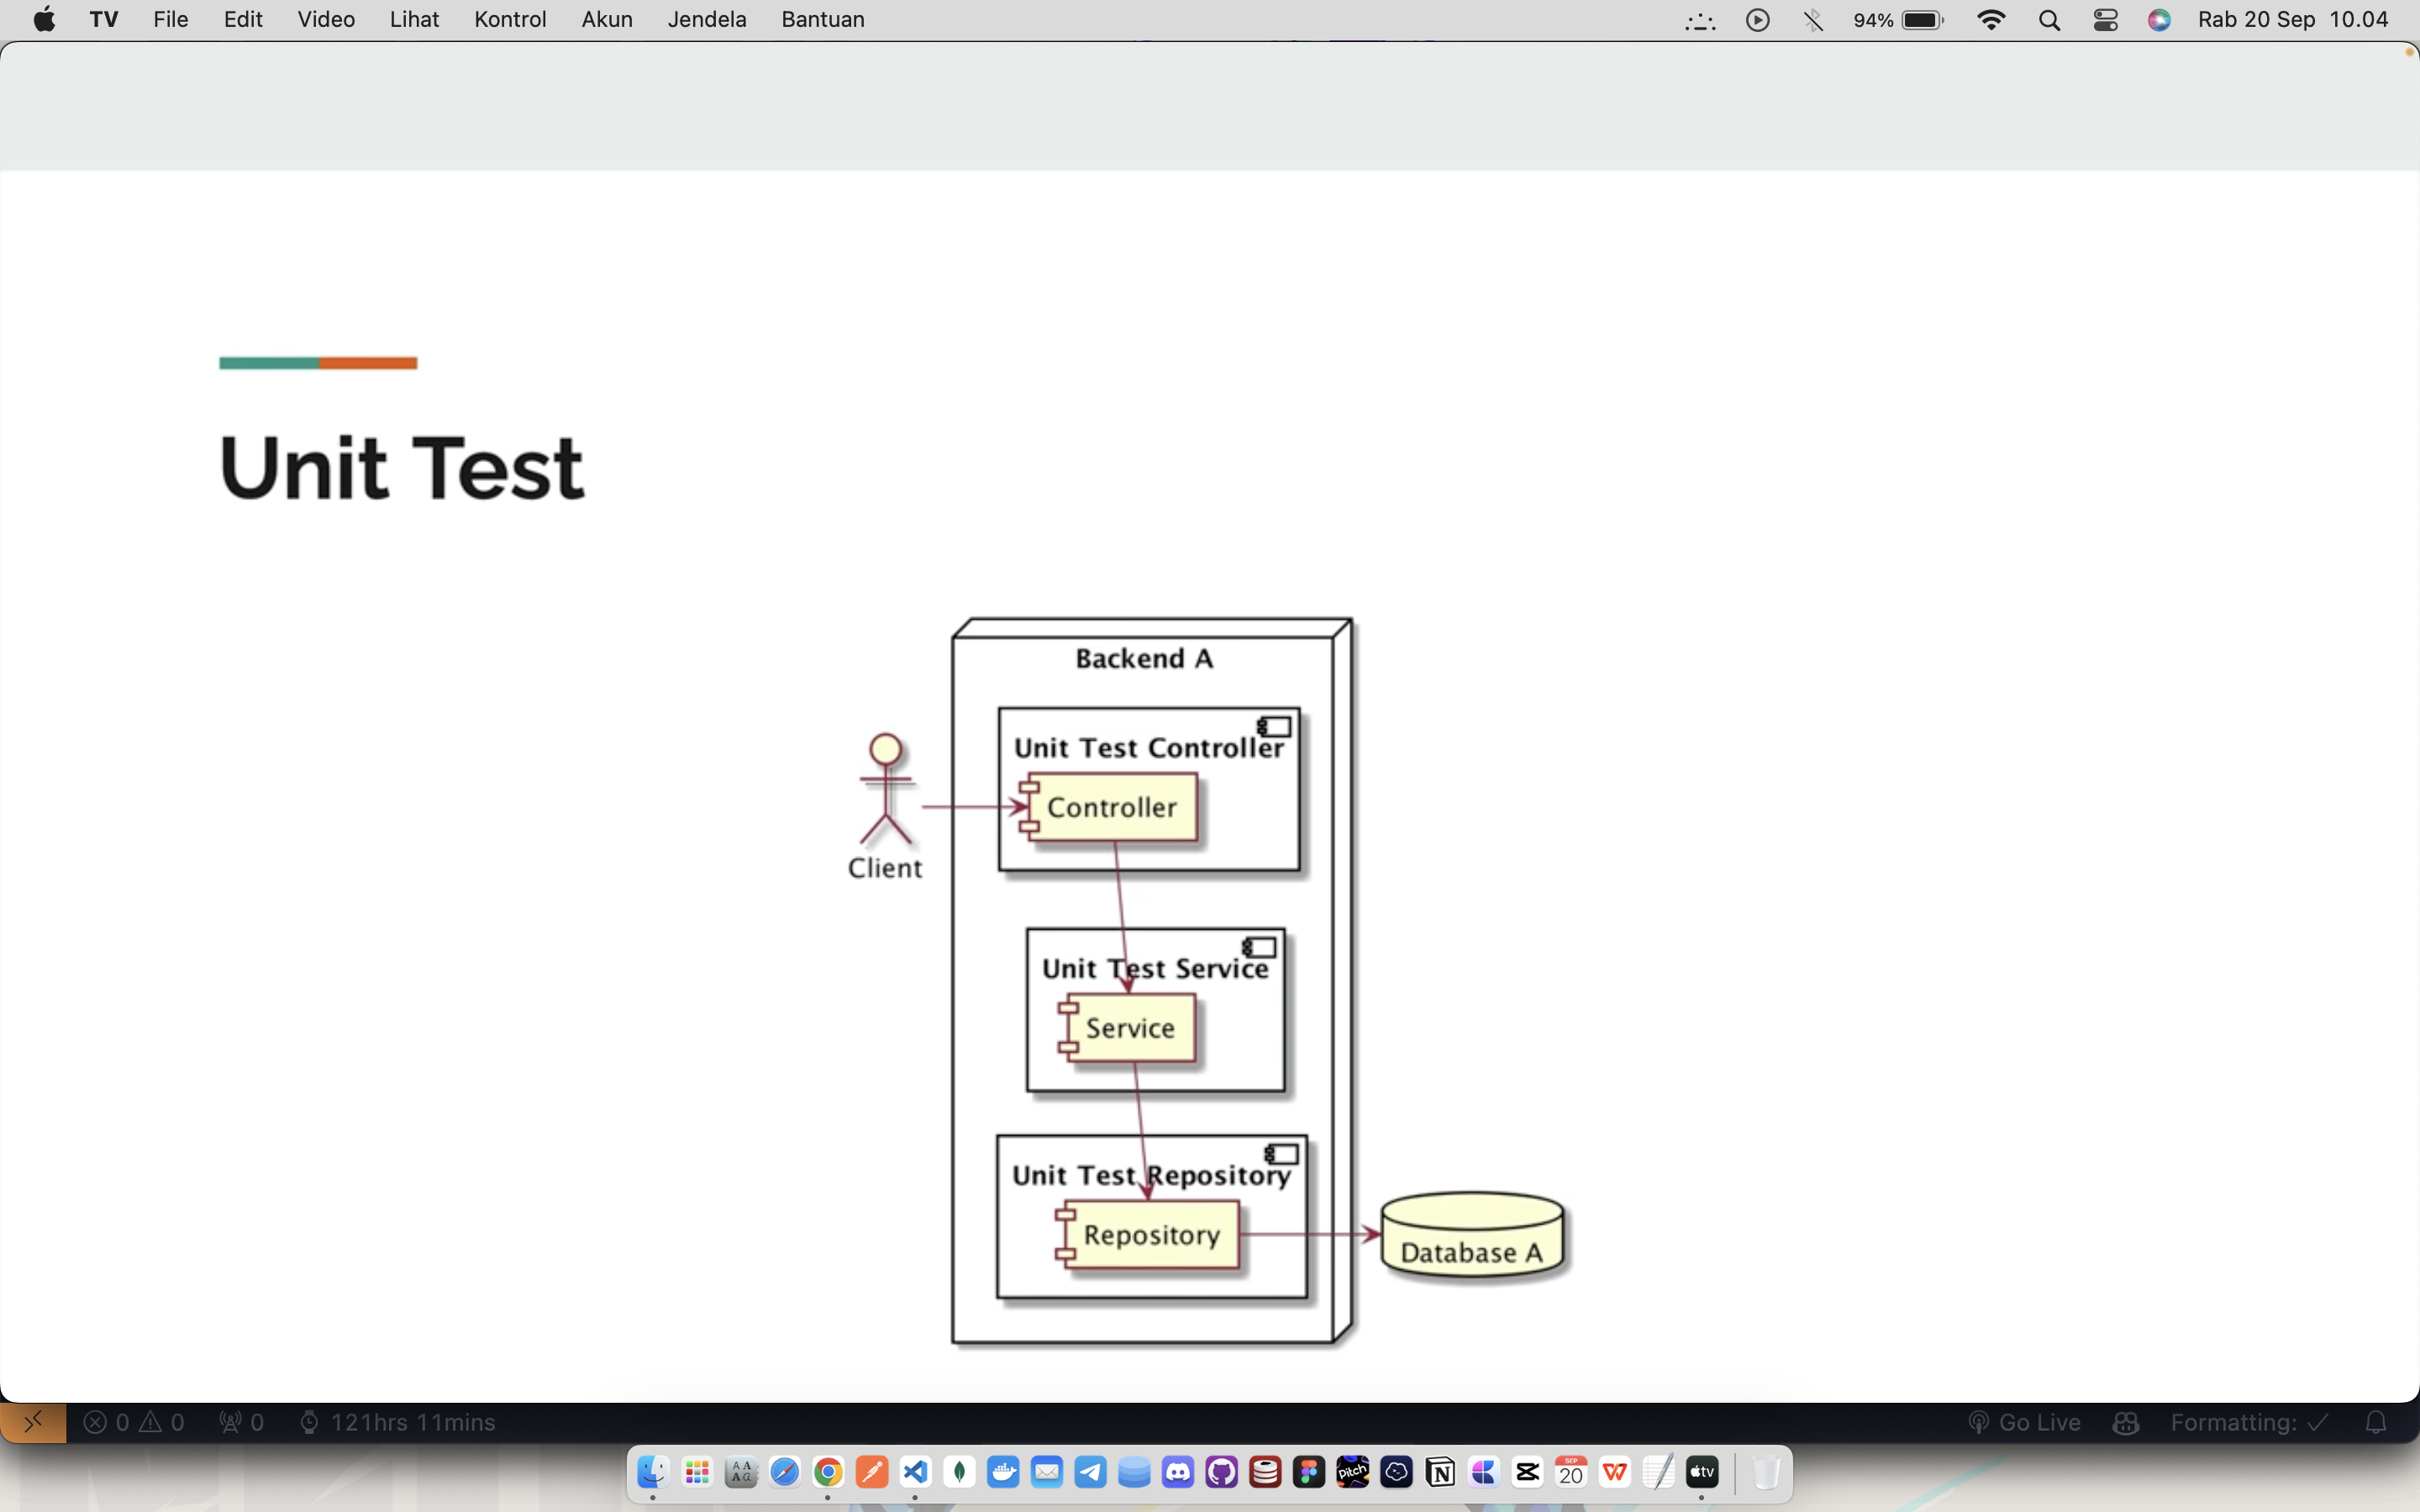 TV File Edit Video Lihat Kontrol Akun Jendela Bantuan 94% Rab 20 Sep 10.04
Unit Test
Backend A
Unit Test Controller
Controller
Client
Unit Test Service
Service
Unit Test Repository
Repository
Database A
0 0 0 121hrs 11mins Go Live Formatting:
A A
A a
Pitch
N
SEP
20
W
tv